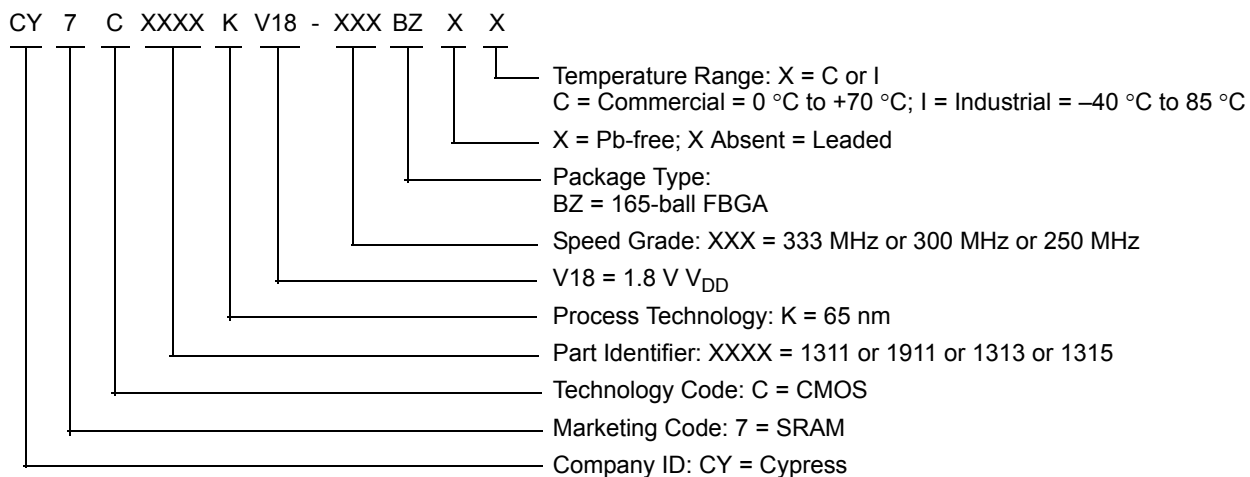 CY 7 C XXXX K V18 - XXX BZ X X
Temperature Range: X = C or I
C = Commercial = 0 °C to +70 °C; I = Industrial = –40 °C to 85 °C
X = Pb-free; X Absent = Leaded
Package Type:
BZ = 165-ball FBGA
Speed Grade: XXX = 333 MHz or 300 MHz or 250 MHz
V18 = 1.8 V VDD
Process Technology: K = 65 nm
Part Identifier: XXXX = 1311 or 1911 or 1313 or 1315
Technology Code: C = CMOS
Marketing Code: 7 = SRAM
Company ID: CY = Cypress